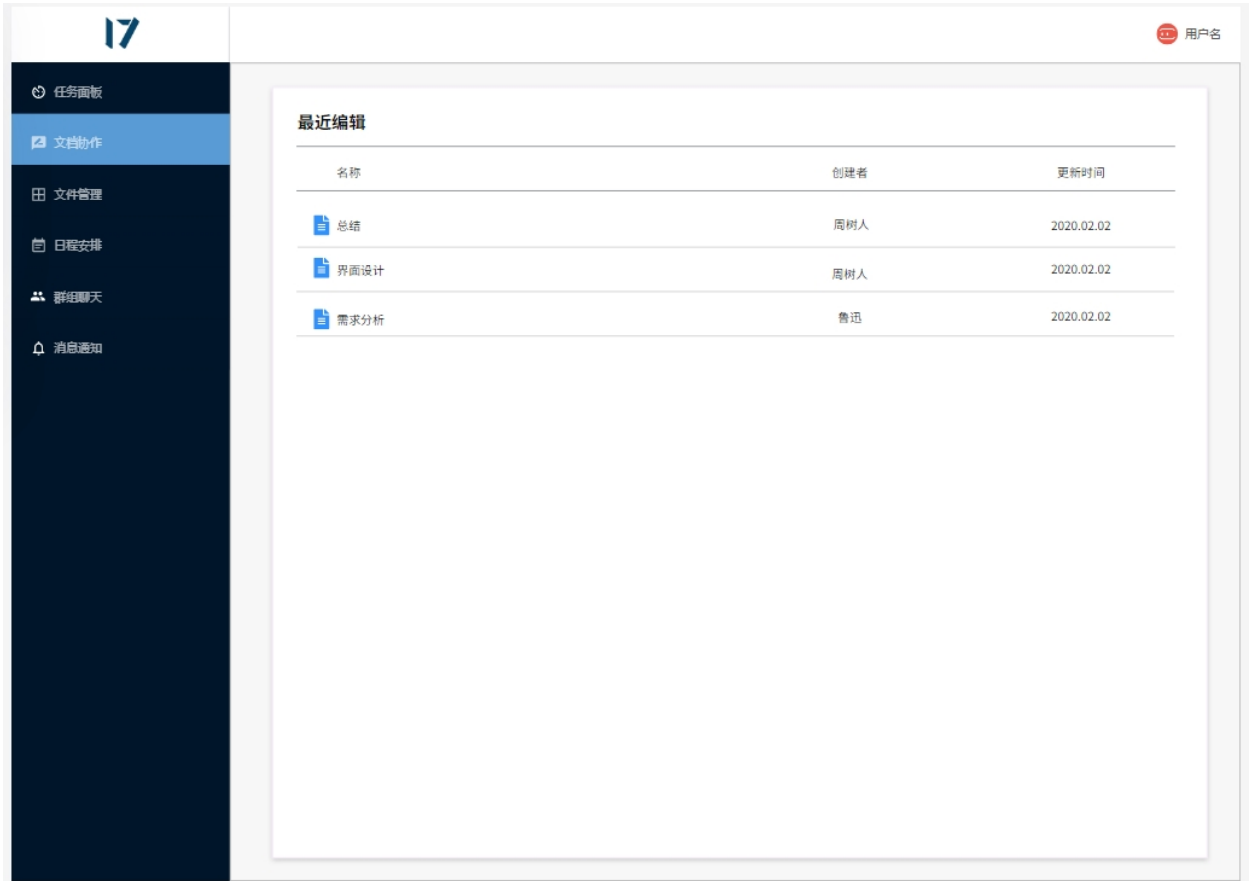 17
用户名
任务面板
文档协作
文件管理
日程安排
群组聊天
消息通知
最近编辑
名称 创建者 更新时间
总结 周树人 2020.02.02
界面设计 周树人 2020.02.02
需求分析 鲁迅 2020.02.02